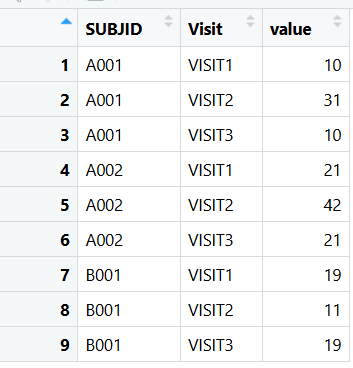 SUBJID Visit value
1 A001 VISIT1 10
2 A001 VISIT2 31
3 A001 VISIT3 10
4 A002 VISIT1 21
5 A002 VISIT2 42
6 A002 VISIT3 21
7 B001 VISIT1 19
8 B001 VISIT2 11
9 B001 VISIT3 19